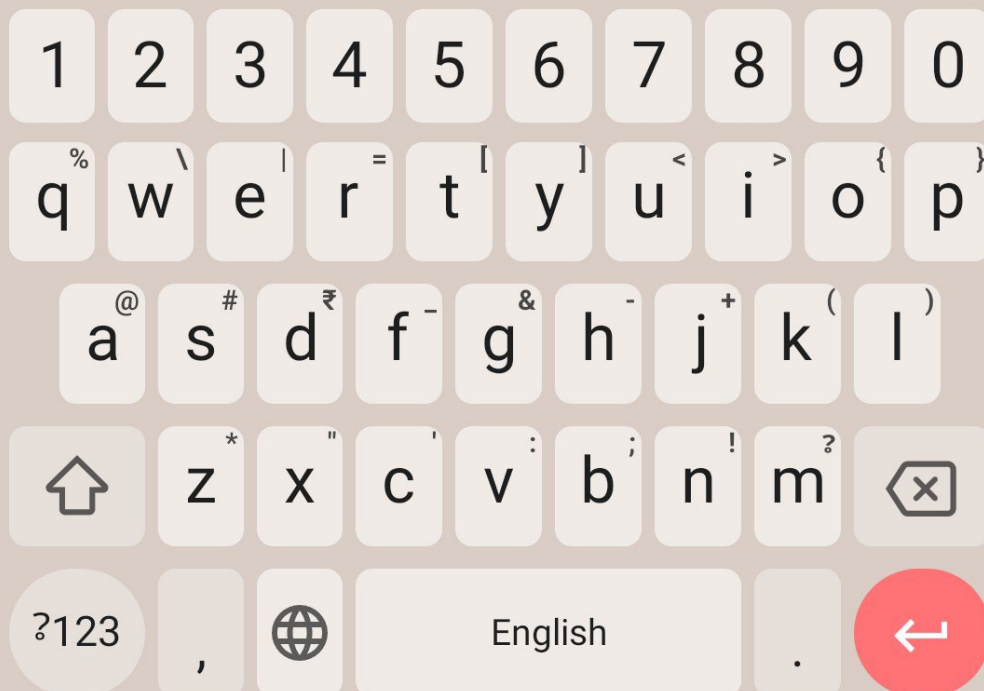 1 2 3 4 5 6 7 8 9 0
q % w \ e | r = t [ y ] u < i > o { p }
a @ s # d ₹ f _ g & h - j + k ( l )
z * x " c ' v : b ; n ! m ?
?123 , English .